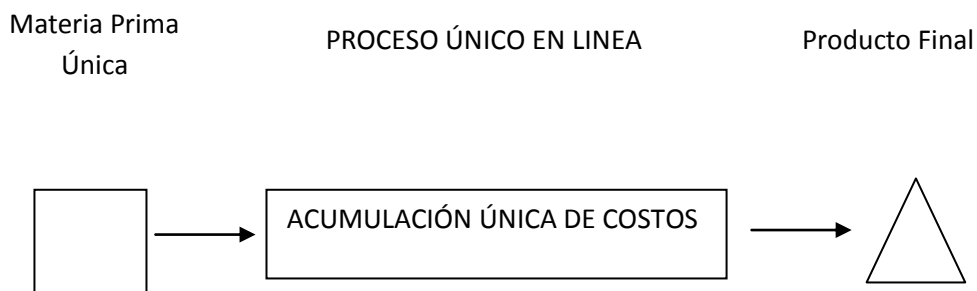 Materia Prima
Única
PROCESO ÚNICO EN LINEA
Producto Final
ACUMULACIÓN ÚNICA DE COSTOS